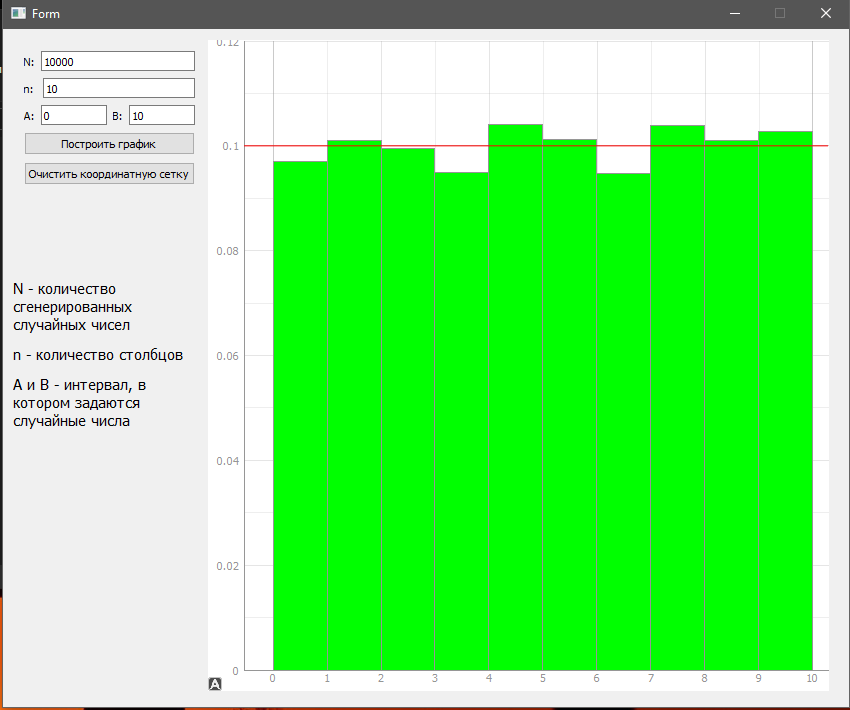 Form
N: 10000
n: 10
A: 0 B: 10
Построить график
Очистить координатную сетку
N - количество
сгенерированных
случайных чисел
n - количество столбцов
A и B - интервал, в
котором задаются
случайные числа
0.12
0.1
0.08
0.06
0.04
0.02
0
0 1 2 3 4 5 6 7 8 9 10
A